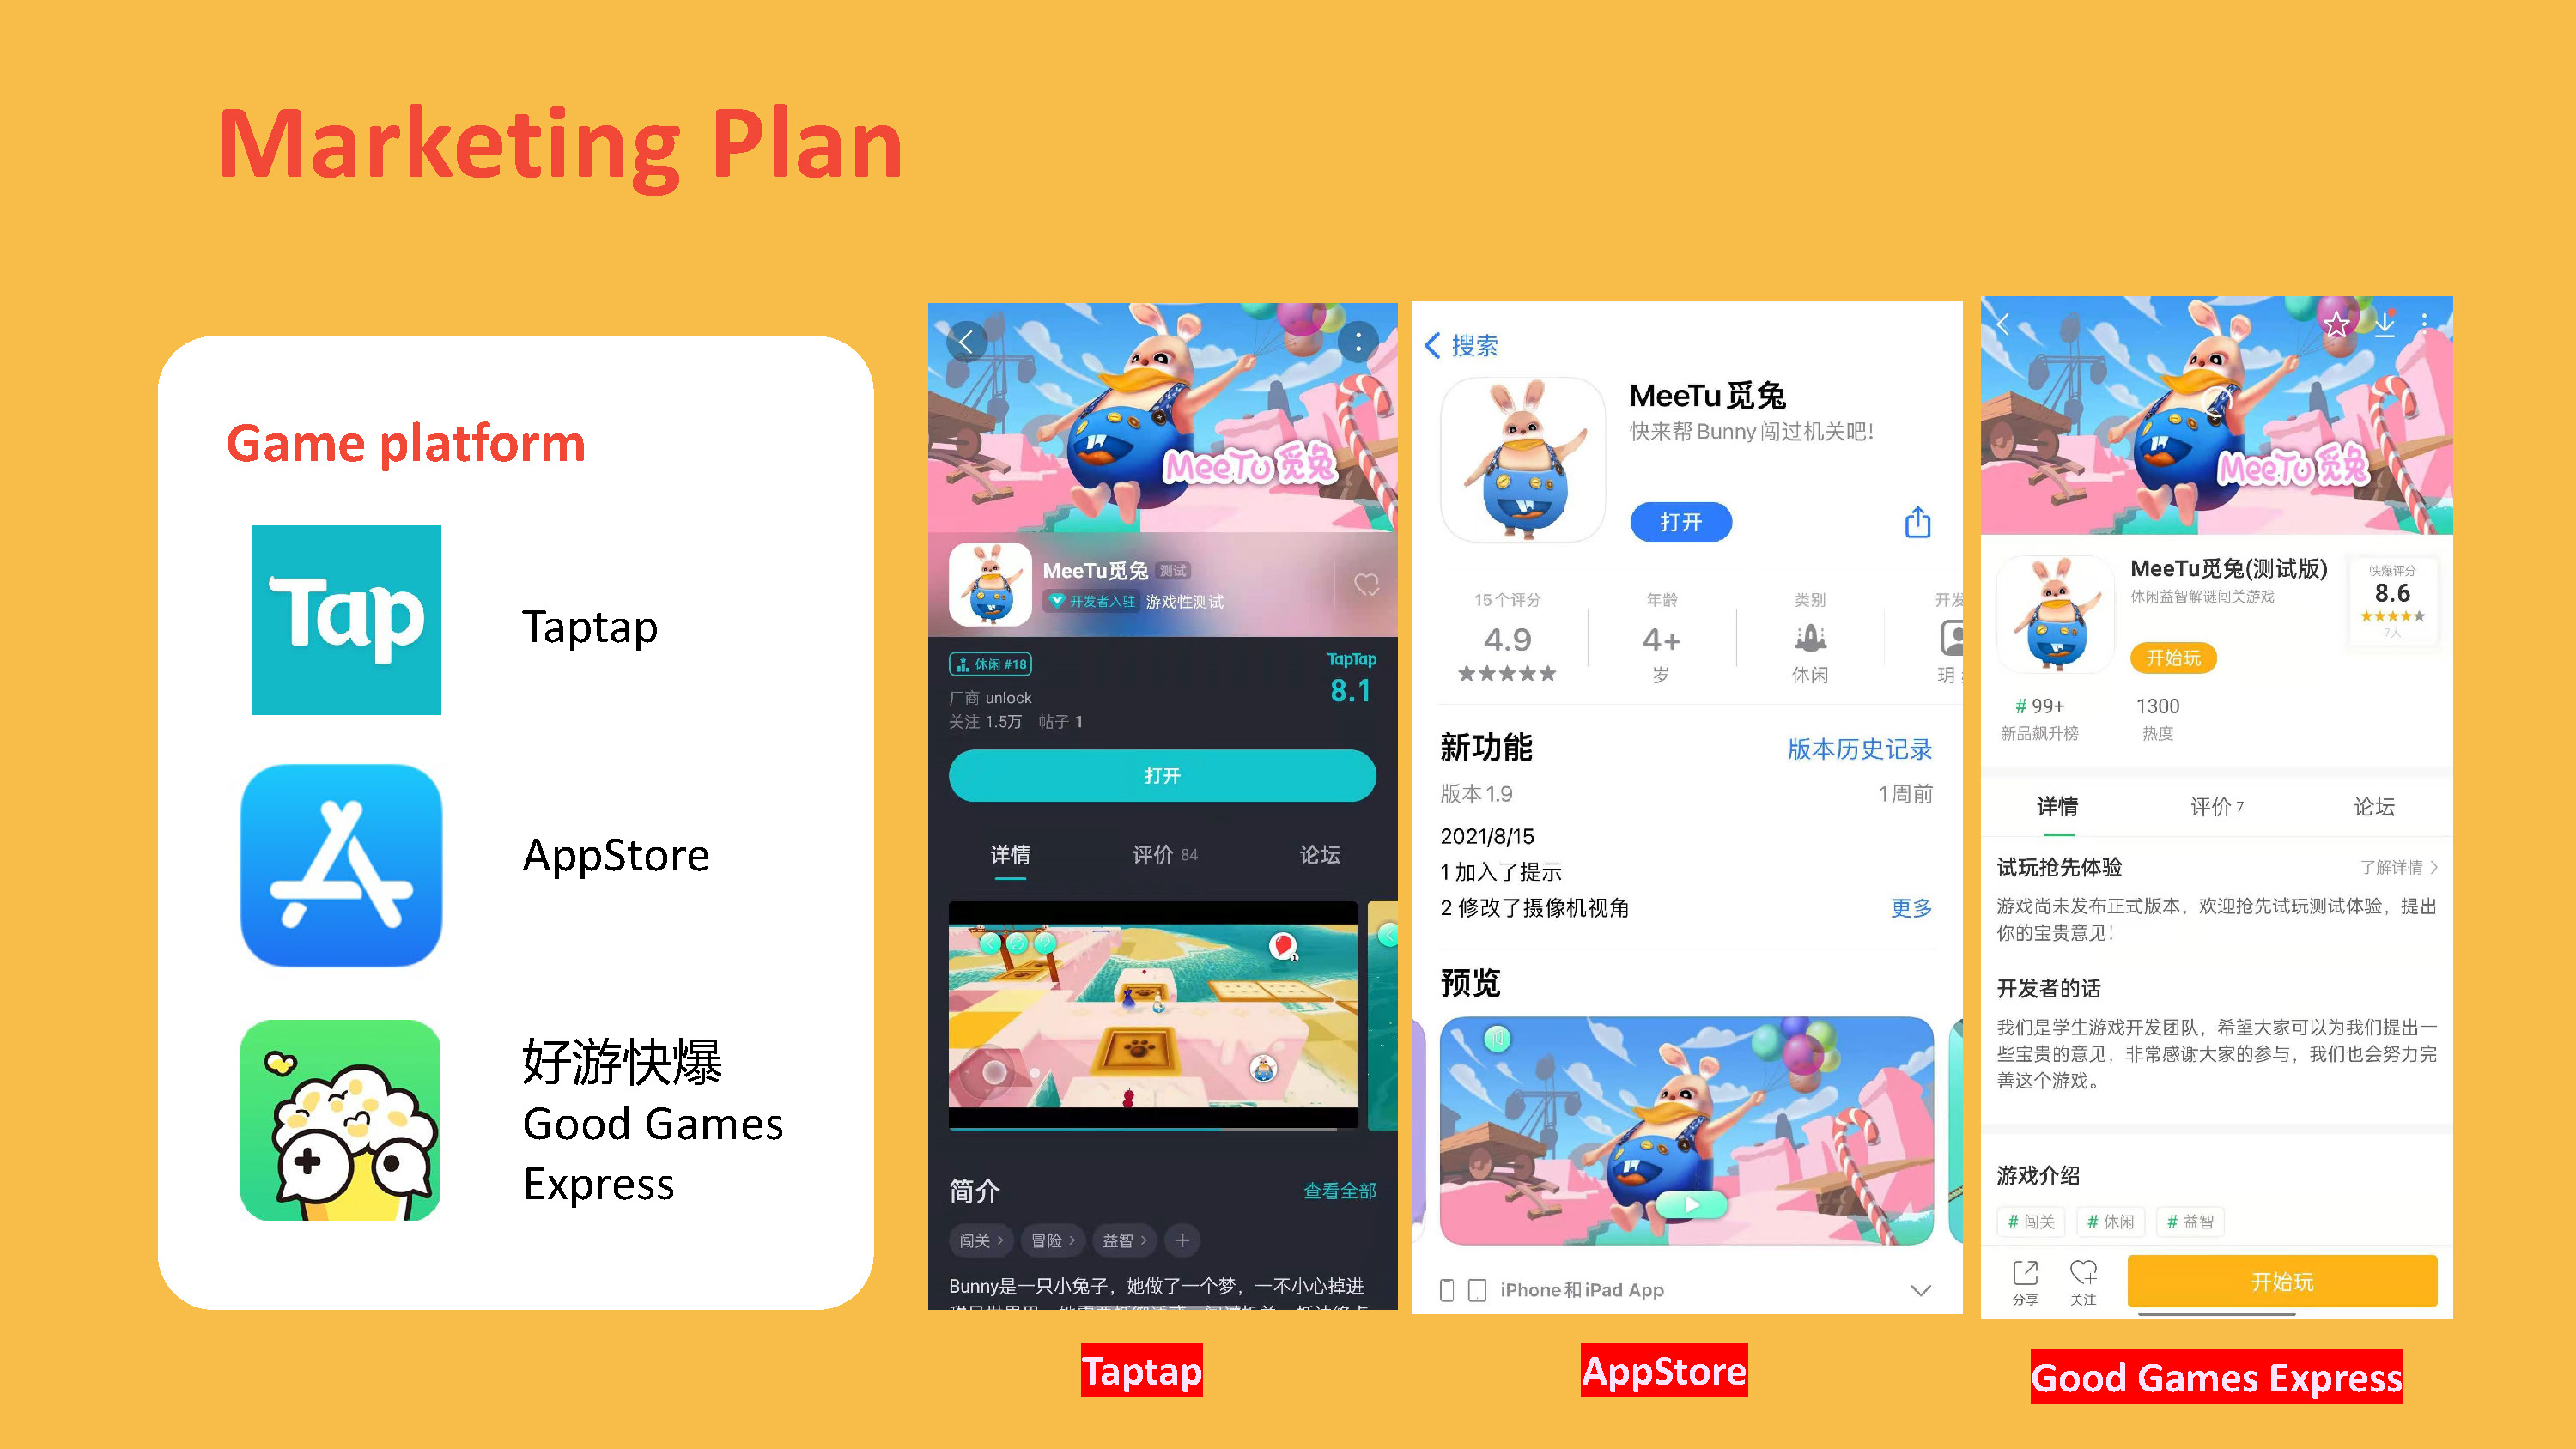 Marketing Plan
Game platform
Tap
Taptap
AppStore
好游快爆
Good Games
Express
MeeTu觅兔
MeeTu觅兔 测试
开发者入驻 游戏性测试
休闲 #18
TapTap
8.1
厂商 unlock
关注 1.5万 帖子 1
打开
详情 评价 84 论坛
简介 查看全部
闯关 冒险 益智
Bunny是一只小兔子，她做了一个梦，一不小心掉进
Taptap
搜索
MeeTu觅兔
快来帮Bunny闯过机关吧!
打开
15个评分 年龄 类别 开发
4.9 4+
岁 休闲 玥
新功能 版本历史记录
版本1.9 1周前
2021/8/15
1加入了提示
2 修改了摄像机视角 更多
预览
iPhone和iPad App
AppStore
MeeTu觅兔
MeeTu觅兔(测试版)
休闲益智解谜闯关游戏
快爆评分
8.6
7人
开始玩
# 99+ 1300
新品飙升榜 热度
详情 评价 7 论坛
试玩抢先体验 了解详情
游戏尚未发布正式版本，欢迎抢先试玩测试体验，提出
你的宝贵意见！
开发者的话
我们是学生游戏开发团队，希望大家可以为我们提出一
些宝贵的意见，非常感谢大家的参与，我们也会努力完
善这个游戏。
游戏介绍
# 闯关 # 休闲 # 益智
分享 关注 开始玩
Good Games Express